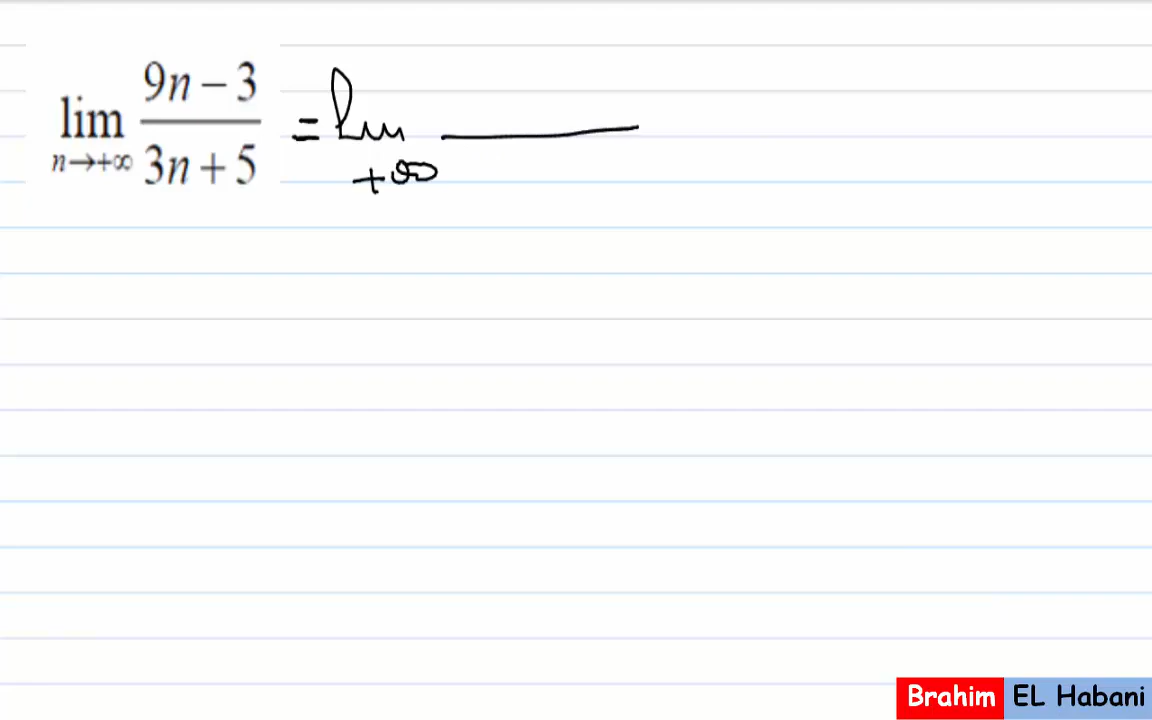 lim n→+∞ (9n − 3)/(3n + 5) = lim +∞
Brahim EL Habani